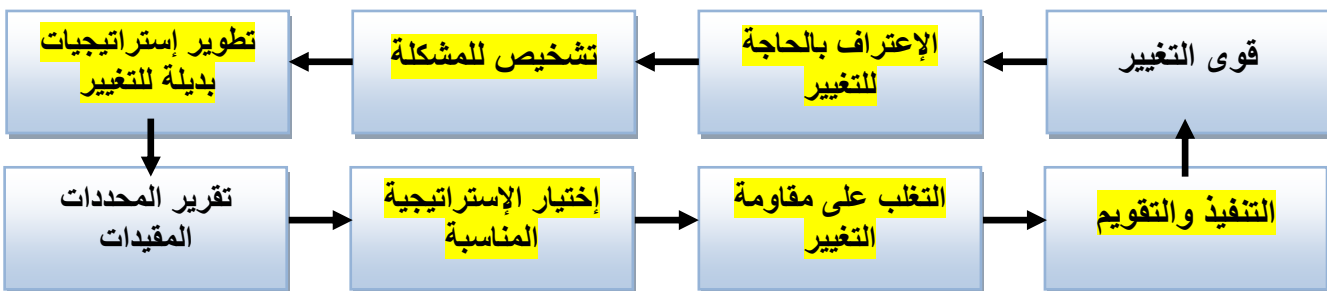 قوى التغيير
الإعتراف بالحاجة
للتغيير
تشخيص للمشكلة
تطوير إستراتيجيات
بديلة للتغيير
تقرير المحددات
المقيدات
إختيار الإستراتيجية
المناسبة
التغلب على مقاومة
التغيير
التنفيذ والتقويم